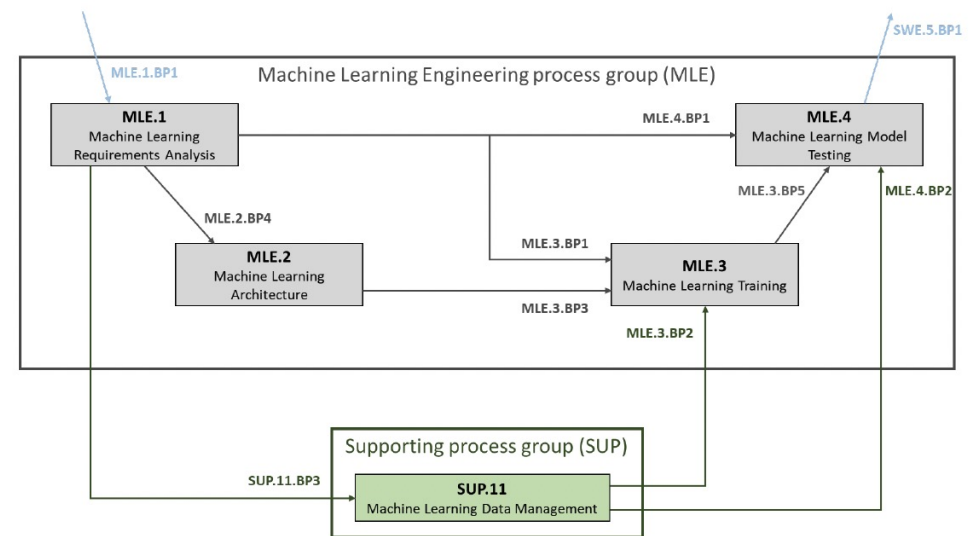 SWE.5.BP1
MLE.1.BP1
Machine Learning Engineering process group (MLE)
MLE.1
Machine Learning
Requirements Analysis
MLE.4.BP1
MLE.4
Machine Learning Model
Testing
MLE.2.BP4
MLE.3.BP5
MLE.4.BP2
MLE.2
Machine Learning
Architecture
MLE.3.BP1
MLE.3
Machine Learning Training
MLE.3.BP3
MLE.3.BP2
Supporting process group (SUP)
SUP.11.BP3
SUP.11
Machine Learning Data Management